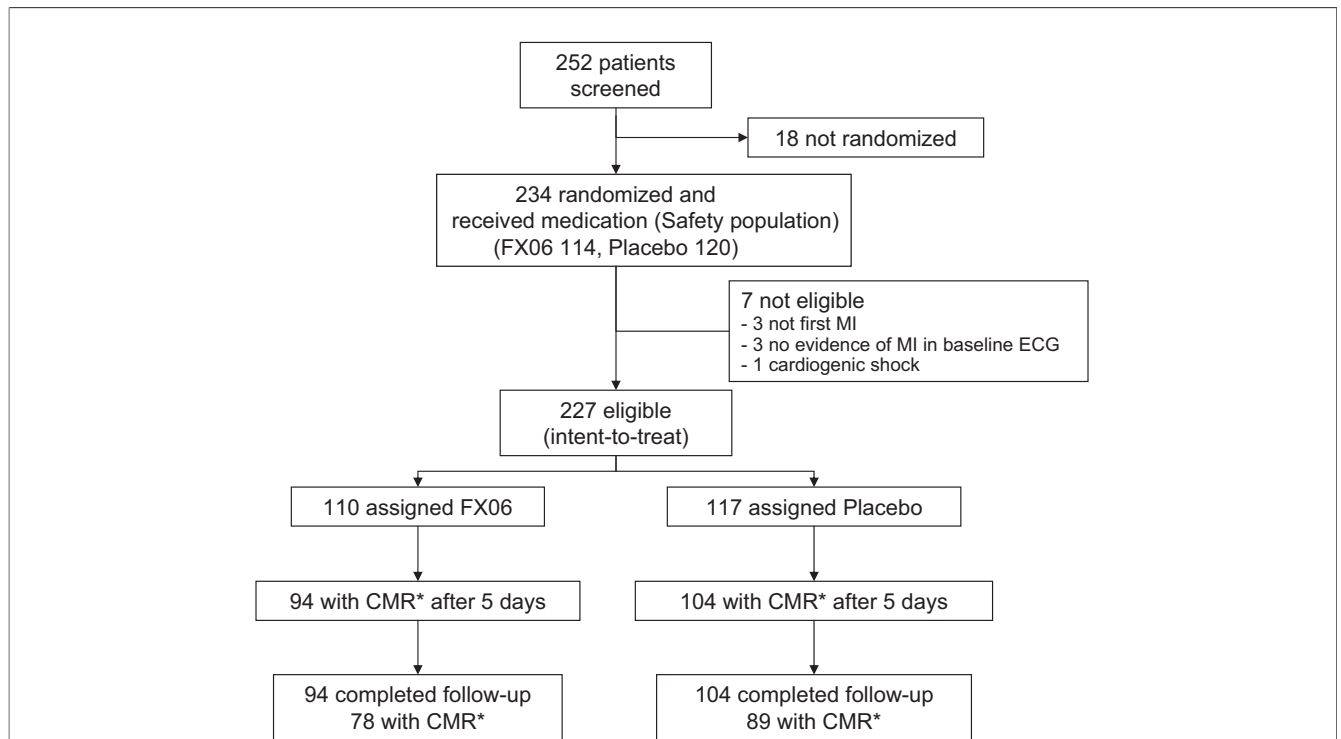 252 patients
screened
18 not randomized
234 randomized and
received medication (Safety population)
(FX06 114, Placebo 120)
7 not eligible
- 3 not first MI
- 3 no evidence of MI in baseline ECG
- 1 cardiogenic shock
227 eligible
(intent-to-treat)
110 assigned FX06
117 assigned Placebo
94 with CMR* after 5 days
104 with CMR* after 5 days
94 completed follow-up
78 with CMR*
104 completed follow-up
89 with CMR*